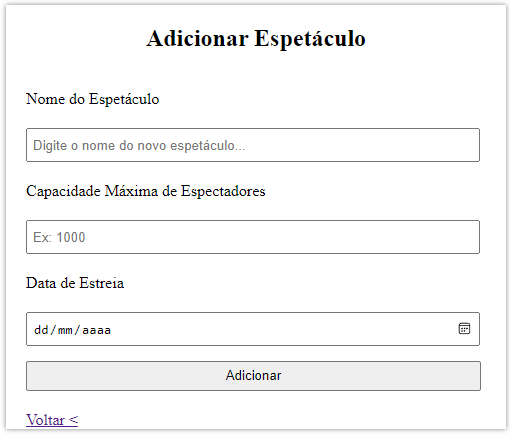 Adicionar Espetáculo
Nome do Espetáculo
Digite o nome do novo espetáculo...
Capacidade Máxima de Espectadores
Ex: 1000
Data de Estreia
dd/mm/aaaa
Adicionar
Voltar <